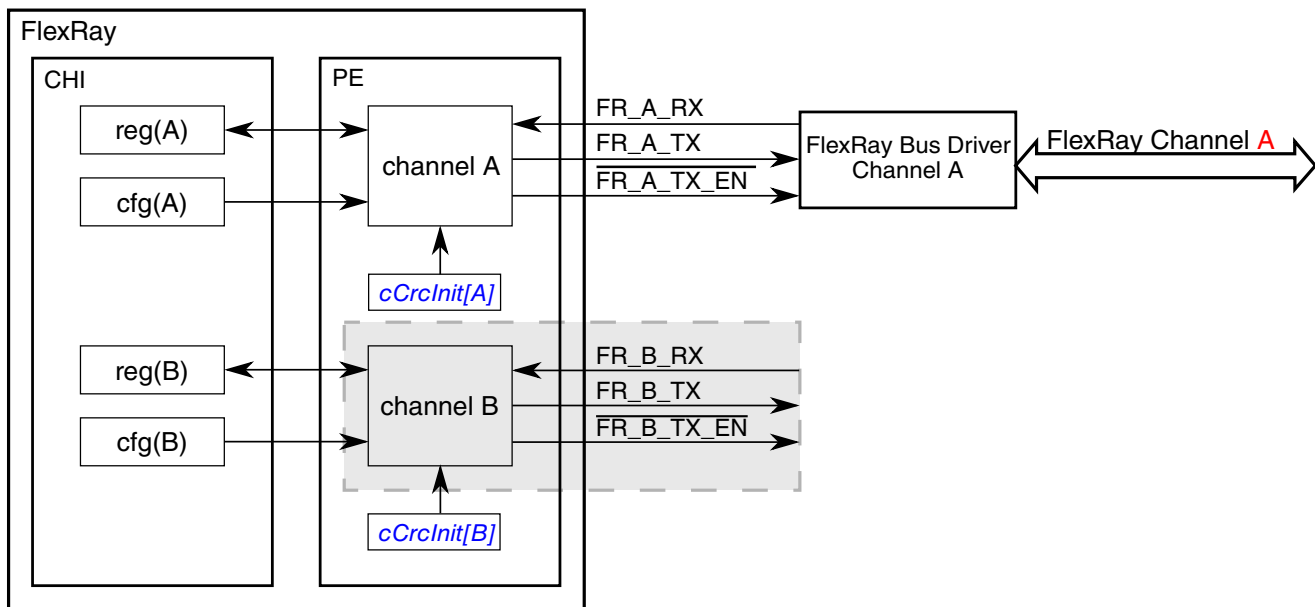 FlexRay
CHI
PE
reg(A)
cfg(A)
channel A
cCrcInit[A]
FR_A_RX
FR_A_TX
FR_A_TX_EN
FlexRay Bus Driver
Channel A
FlexRay Channel A
reg(B)
cfg(B)
channel B
cCrcInit[B]
FR_B_RX
FR_B_TX
FR_B_TX_EN